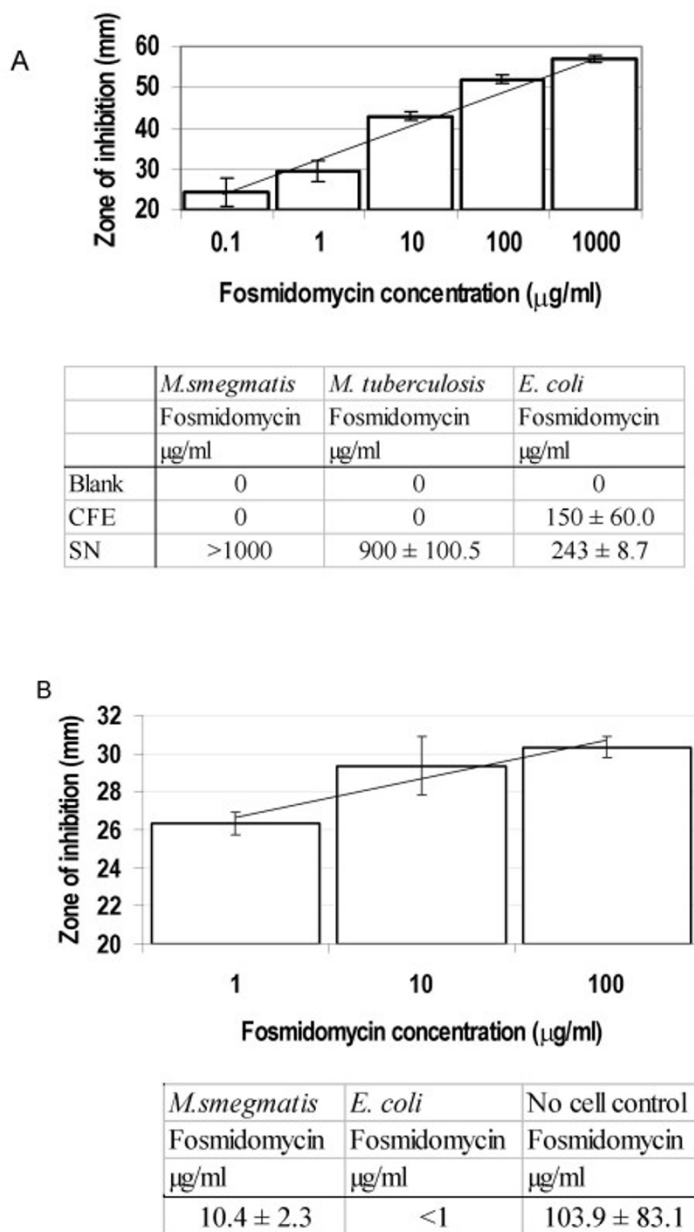 A
Zone of inhibition (mm)
60
50
40
30
20
0.1 1 10 100 1000
Fosmidomycin concentration (μg/ml)
M.smegmatis M. tuberculosis E. coli
Fosmidomycin Fosmidomycin Fosmidomycin
μg/ml μg/ml μg/ml
Blank 0 0 0
CFE 0 0 150 ± 60.0
SN >1000 900 ± 100.5 243 ± 8.7
B
Zone of inhibition (mm)
32
30
28
26
24
22
20
1 10 100
Fosmidomycin concentration (μg/ml)
M.smegmatis E. coli No cell control
Fosmidomycin Fosmidomycin Fosmidomycin
μg/ml μg/ml μg/ml
10.4 ± 2.3 <1 103.9 ± 83.1